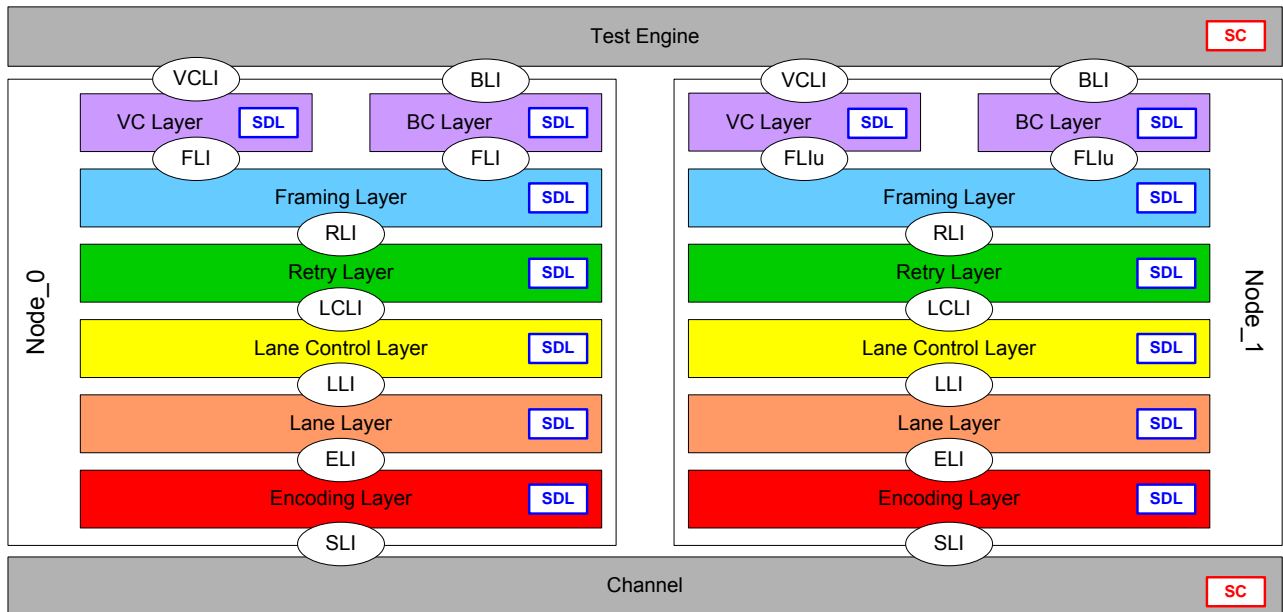 Test Engine SC
VCLI BLI VCLI BLI
VC Layer SDL BC Layer SDL VC Layer SDL BC Layer SDL
FLI FLI FLIu FLIu
Framing Layer SDL Framing Layer SDL
RLI RLI
Node_0 Retry Layer SDL Retry Layer SDL Node_1
LCLI LCLI
Lane Control Layer SDL Lane Control Layer SDL
LLI LLI
Lane Layer SDL Lane Layer SDL
ELI ELI
Encoding Layer SDL Encoding Layer SDL
SLI SLI
Channel SC